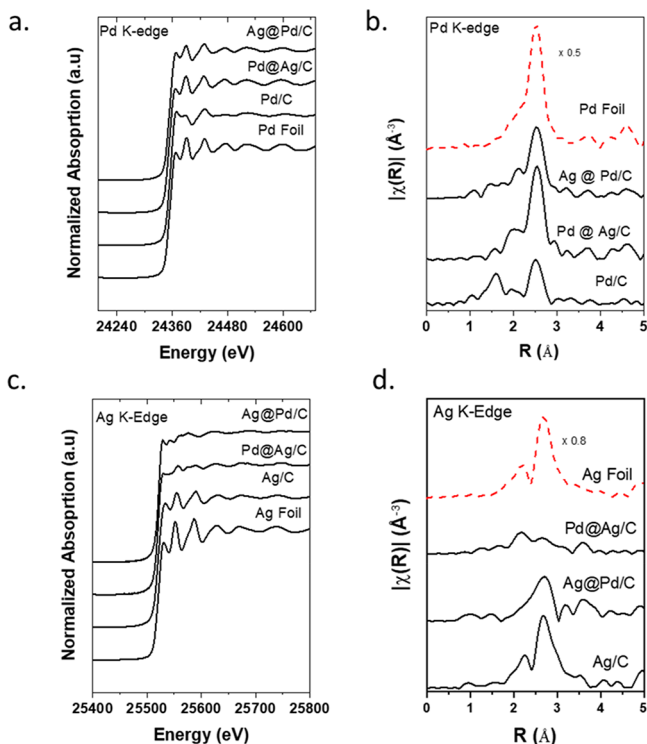 a.
Pd K-edge
Ag@Pd/C
Pd@Ag/C
Pd/C
Pd Foil
Normalized Absoprtion (a.u)
24240 24360 24480 24600
Energy (eV)
b.
Pd K-edge
x 0.5
Pd Foil
Ag @ Pd/C
Pd @ Ag/C
Pd/C
|χ(R)| (Å⁻³)
0 1 2 3 4 5
R (Å)
c.
Ag K-Edge
Ag@Pd/C
Pd@Ag/C
Ag/C
Ag Foil
Normalized Absoprtion (a.u)
25400 25500 25600 25700 25800
Energy (eV)
d.
Ag K-Edge
x 0.8
Ag Foil
Pd@Ag/C
Ag@Pd/C
Ag/C
|χ(R)| (Å⁻³)
0 1 2 3 4 5
R (Å)